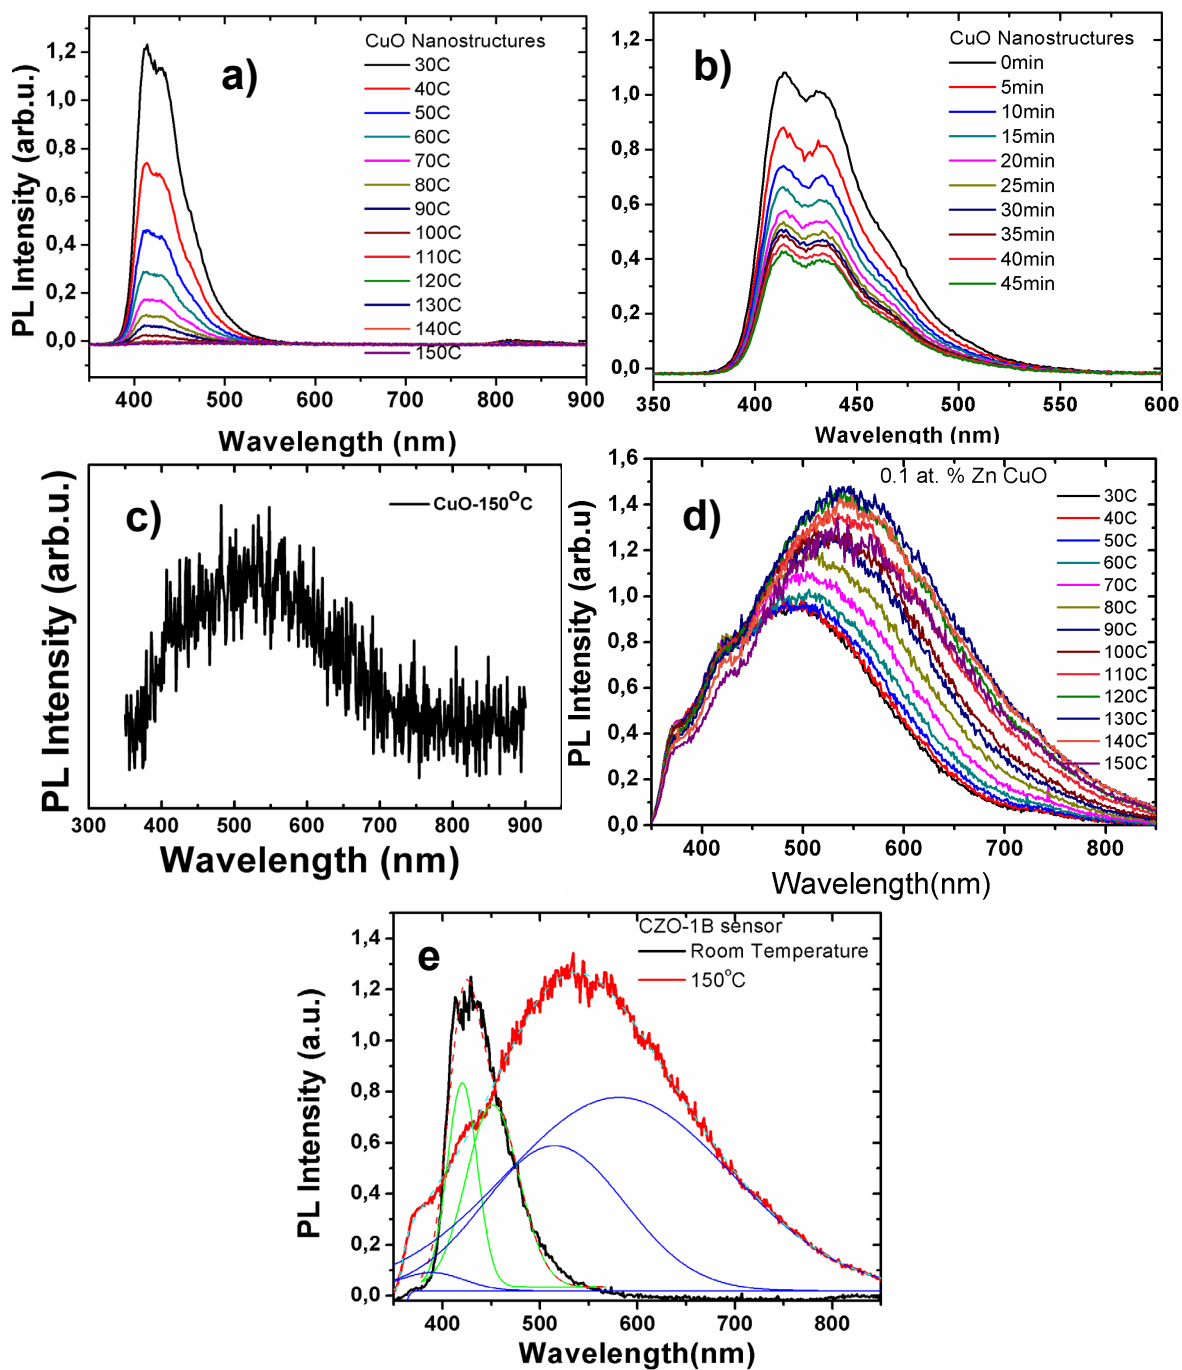 a)
CuO Nanostructures
30C
40C
50C
60C
70C
80C
90C
100C
110C
120C
130C
140C
150C
PL Intensity (arb.u.)
1,2
1,0
0,8
0,6
0,4
0,2
0,0
400 500 600 700 800 900
Wavelength (nm)
b)
CuO Nanostructures
0min
5min
10min
15min
20min
25min
30min
35min
40min
45min
PL Intensity (arb.u.)
1,2
1,0
0,8
0,6
0,4
0,2
0,0
350 400 450 500 550 600
Wavelength (nm)
c)
CuO-150°C
PL Intensity (arb.u.)
300 400 500 600 700 800 900
Wavelength (nm)
d)
0.1 at. % Zn CuO
30C
40C
50C
60C
70C
80C
90C
100C
110C
120C
130C
140C
150C
PL Intensity (arb.u)
1,6
1,4
1,2
1,0
0,8
0,6
0,4
0,2
0,0
400 500 600 700 800
Wavelength(nm)
e
CZO-1B sensor
Room Temperature
150°C
PL Intensity (a.u.)
1,4
1,2
1,0
0,8
0,6
0,4
0,2
0,0
400 500 600 700 800
Wavelength(nm)